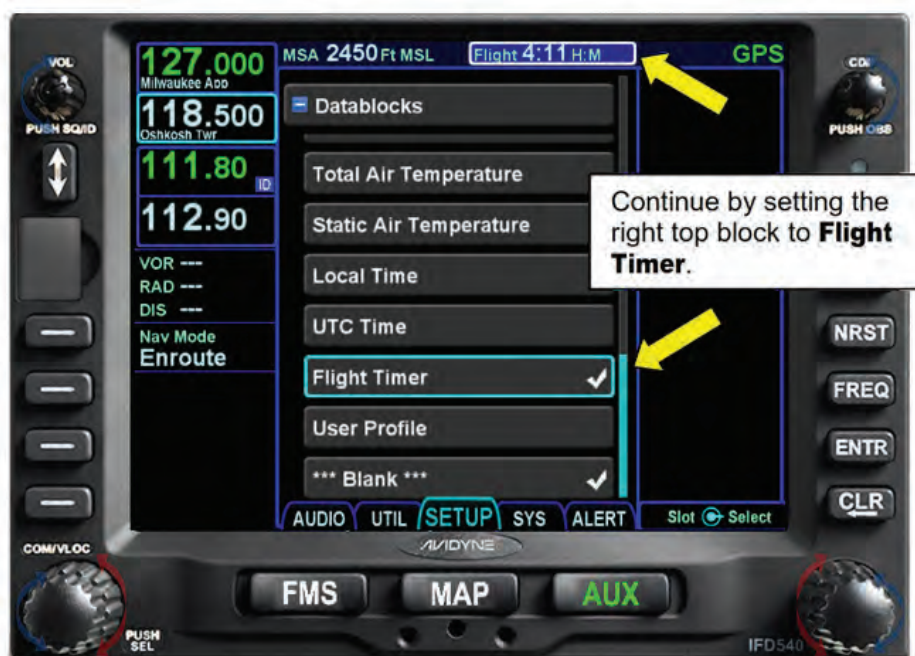 VOL
PUSH SQ/ID
127.000
Milwaukee App
118.500
Oshkosh Twr
111.80 ID
112.90
VOR ---
RAD ---
DIS ---
Nav Mode
Enroute
MSA 2450 Ft MSL
Flight 4:11 H:M
GPS
Datablocks
Total Air Temperature
Static Air Temperature
Local Time
UTC Time
Flight Timer
User Profile
*** Blank ***
AUDIO UTIL SETUP SYS ALERT
Slot Select
CDI
PUSH OBS
Continue by setting the
right top block to Flight
Timer.
NRST
FREQ
ENTR
CLR
COM/VLOC
PUSH
SEL
AVIDYNE
FMS MAP AUX
IFD540